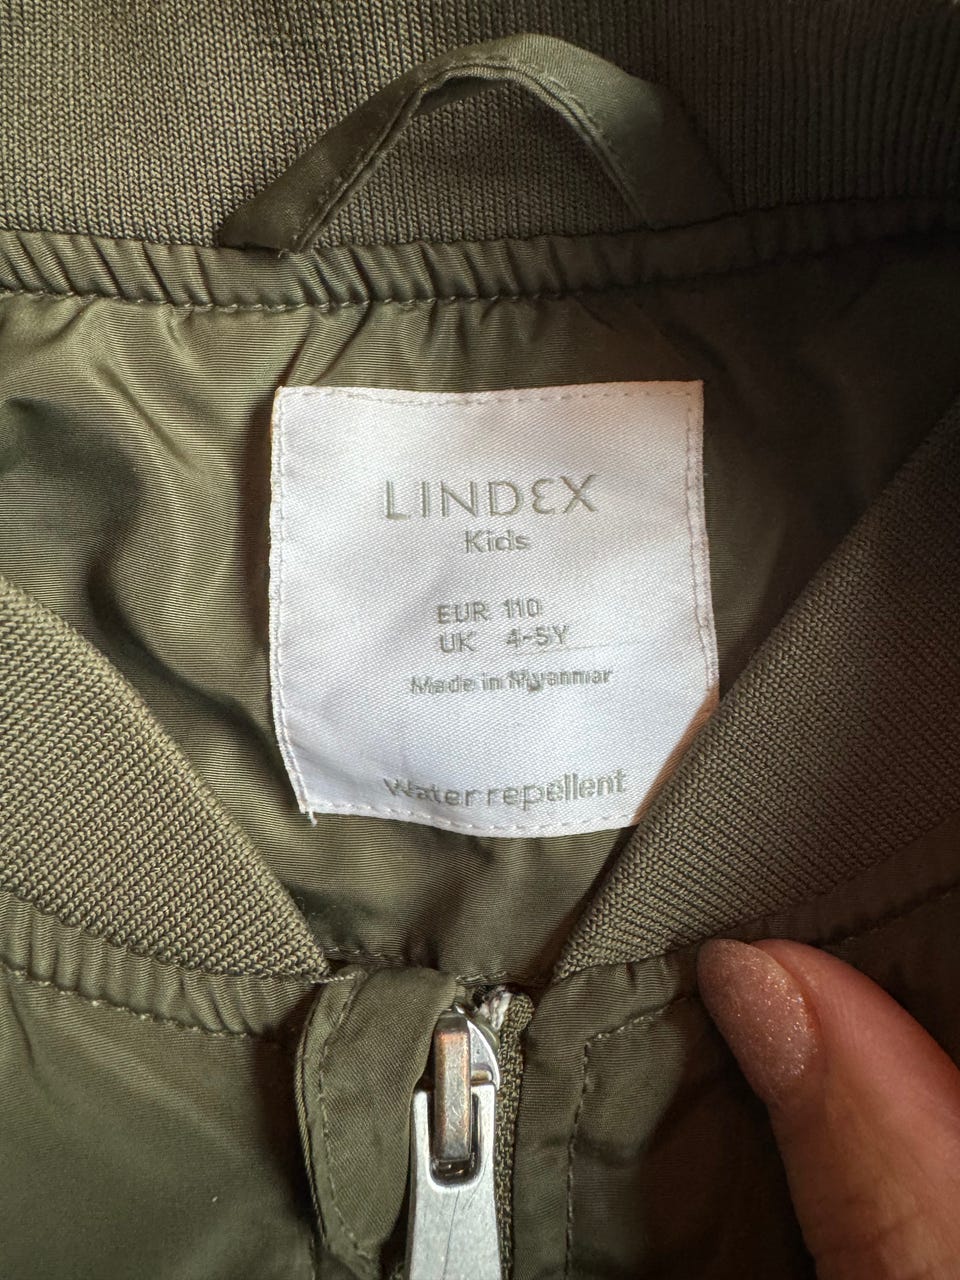 LINDEX
Kids
EUR 110
UK 4-5Y
Made in Myanmar
Water repellent